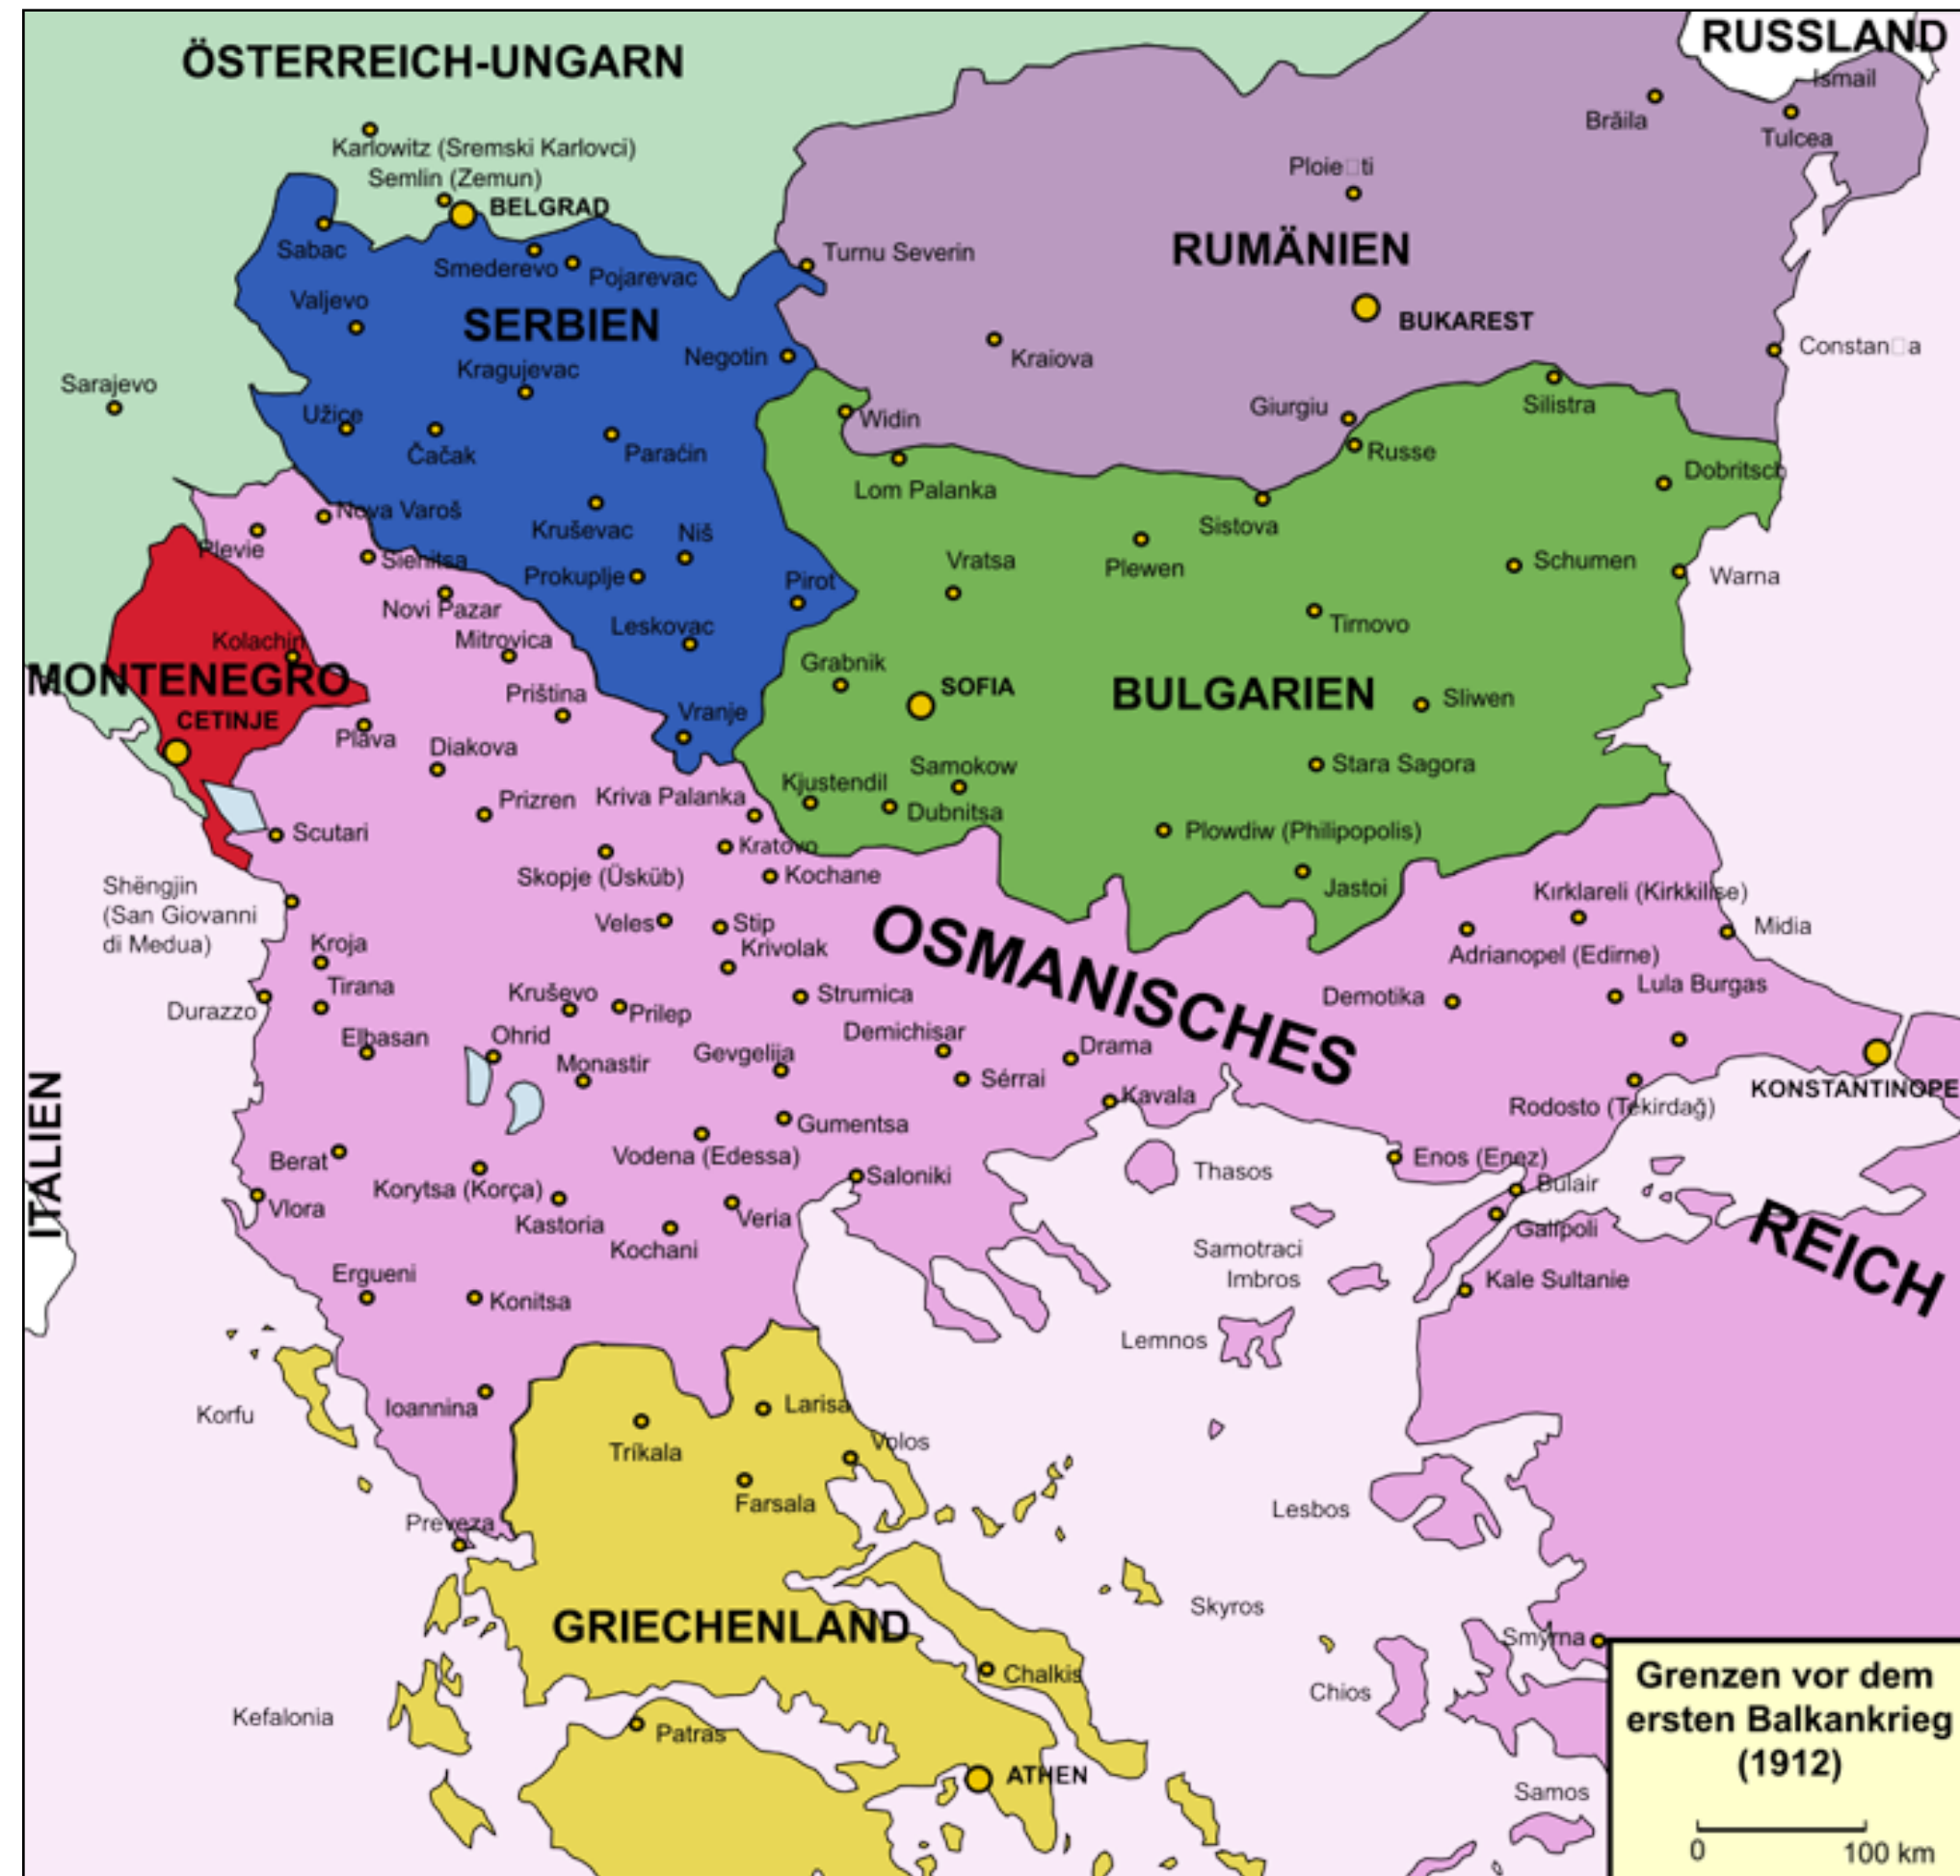 ÖSTERREICH-UNGARN
RUSSLAND
Ismail
Brăila
Tulcea
Karlowitz (Sremski Karlovci)
Semlin (Zemun)
BELGRAD
Ploie□ti
Sabac
Smederevo
Pojarevac
Turnu Severin
RUMÄNIEN
Valjevo
SERBIEN
BUKAREST
Negotin
Kraiova
Constan□a
Sarajevo
Kragujevac
Užice
Čačak
Paraćin
Widin
Giurgiu
Silistra
Russe
Lom Palanka
Dobritsch
Nova Varoš
Kruševac
Niš
Sistova
Plevie
Sienitsa
Prokuplje
Pirot
Vratsa
Plewen
Schumen
Warna
Novi Pazar
Leskovac
Tirnovo
Kolachin
Mitrovica
Grabnik
MONTENEGRO
Priština
SOFIA
BULGARIEN
Sliwen
CETINJE
Vranje
Plava
Diakova
Samokow
Stara Sagora
Prizren
Kriva Palanka
Kjustendil
Dubnitsa
Scutari
Kratovo
Plowdiw (Philipopolis)
Skopje (Üsküb)
Kochane
Jastoi
Shëngjin
(San Giovanni
di Medua)
Veles
Stip
Krivolak
Kırklareli (Kirkkilise)
Midia
Kroja
OSMANISCHES
Adrianopel (Edirne)
Tirana
Durazzo
Kruševo
Prilep
Strumica
Demotika
Lula Burgas
Elbasan
Ohrid
Monastir
Gevgelija
Demichisar
Sérrai
Drama
Kavala
KONSTANTINOPE
Rodosto (Tekirdağ)
ITALIEN
Gumentsa
Berat
Vodena (Edessa)
Enos (Enez)
Thasos
Saloniki
Bulair
Vlora
Korytsa (Korça)
Kastoria
Veria
Kochani
Galipoli
REICH
Samotraci
Imbros
Kale Sultanie
Ergueni
Konitsa
Lemnos
Korfu
Ioannina
Larisa
Tríkala
Volos
Farsala
Lesbos
Preveza
Skyros
GRIECHENLAND
Smyrna
Chalkis
Chios
Kefalonia
Patras
ATHEN
Samos
Grenzen vor dem
ersten Balkankrieg
(1912)
0 100 km